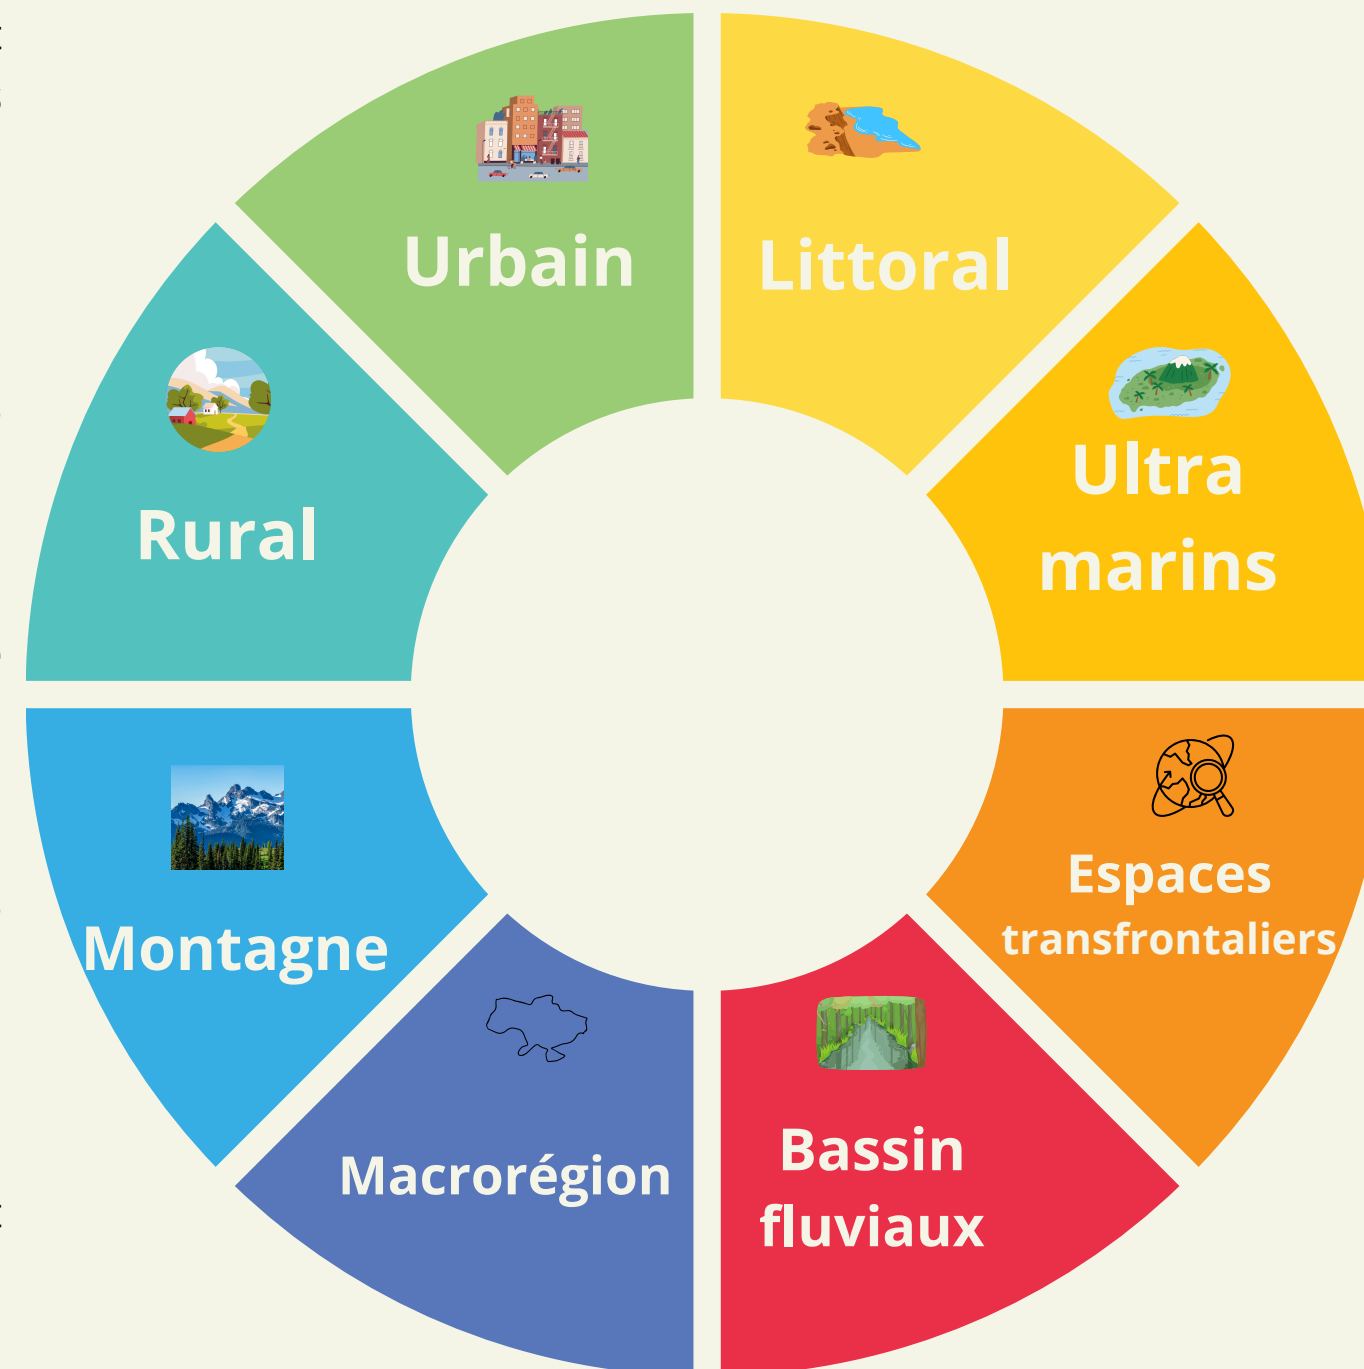 Urbain
Littoral
Ultra
marins
Rural
Espaces
transfrontaliers
Montagne
Bassin
fluviaux
Macrorégion